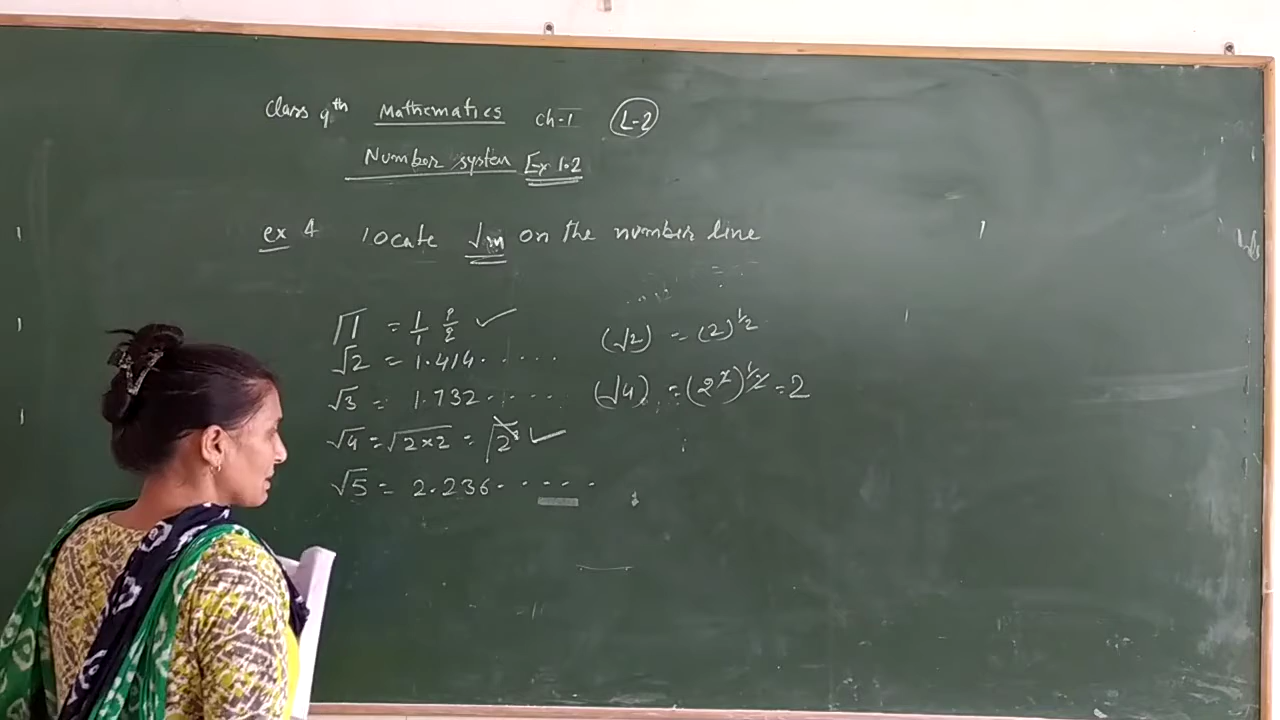 Class 9th Mathematics Ch-I L-2
Number system Ex 1.2
ex 4 locate √m on the number line
√1 = 1/1 p/q ✓
√2 = 1.414......
(√2) = (2)^1/2
√3 = 1.732.....
(√4) = (2^2)^1/2 = 2
√4 = √2×2 = √2² ✓
√5 = 2.236......